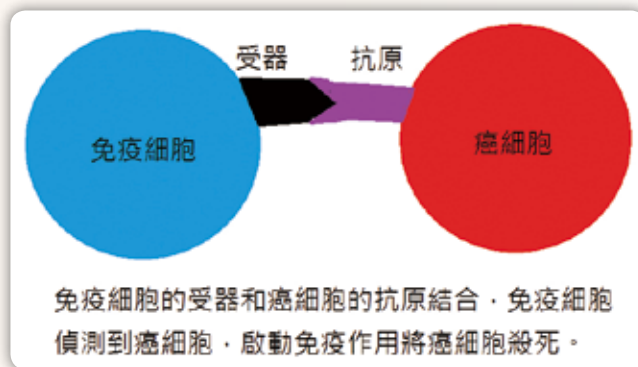 受器 抗原
免疫細胞 癌細胞
免疫細胞的受器和癌細胞的抗原結合，免疫細胞
偵測到癌細胞，啟動免疫作用將癌細胞殺死。